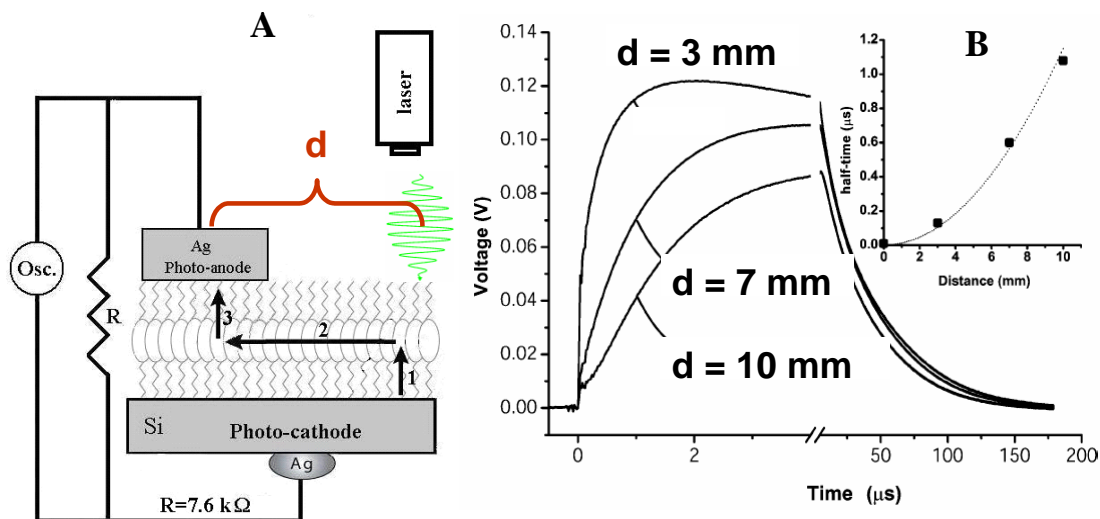 A
laser
d
Ag
Photo-anode
Osc.
R
3
2
1
Si
Photo-cathode
Ag
R=7.6 kΩ
B
d = 3 mm
d = 7 mm
d = 10 mm
Voltage (V)
0.14
0.12
0.10
0.08
0.06
0.04
0.02
0.00
0
2
50
100
150
200
Time (µs)
half-time (µs)
1.2
1.0
0.8
0.6
0.4
0.2
0.0
0
2
4
6
8
10
Distance (mm)